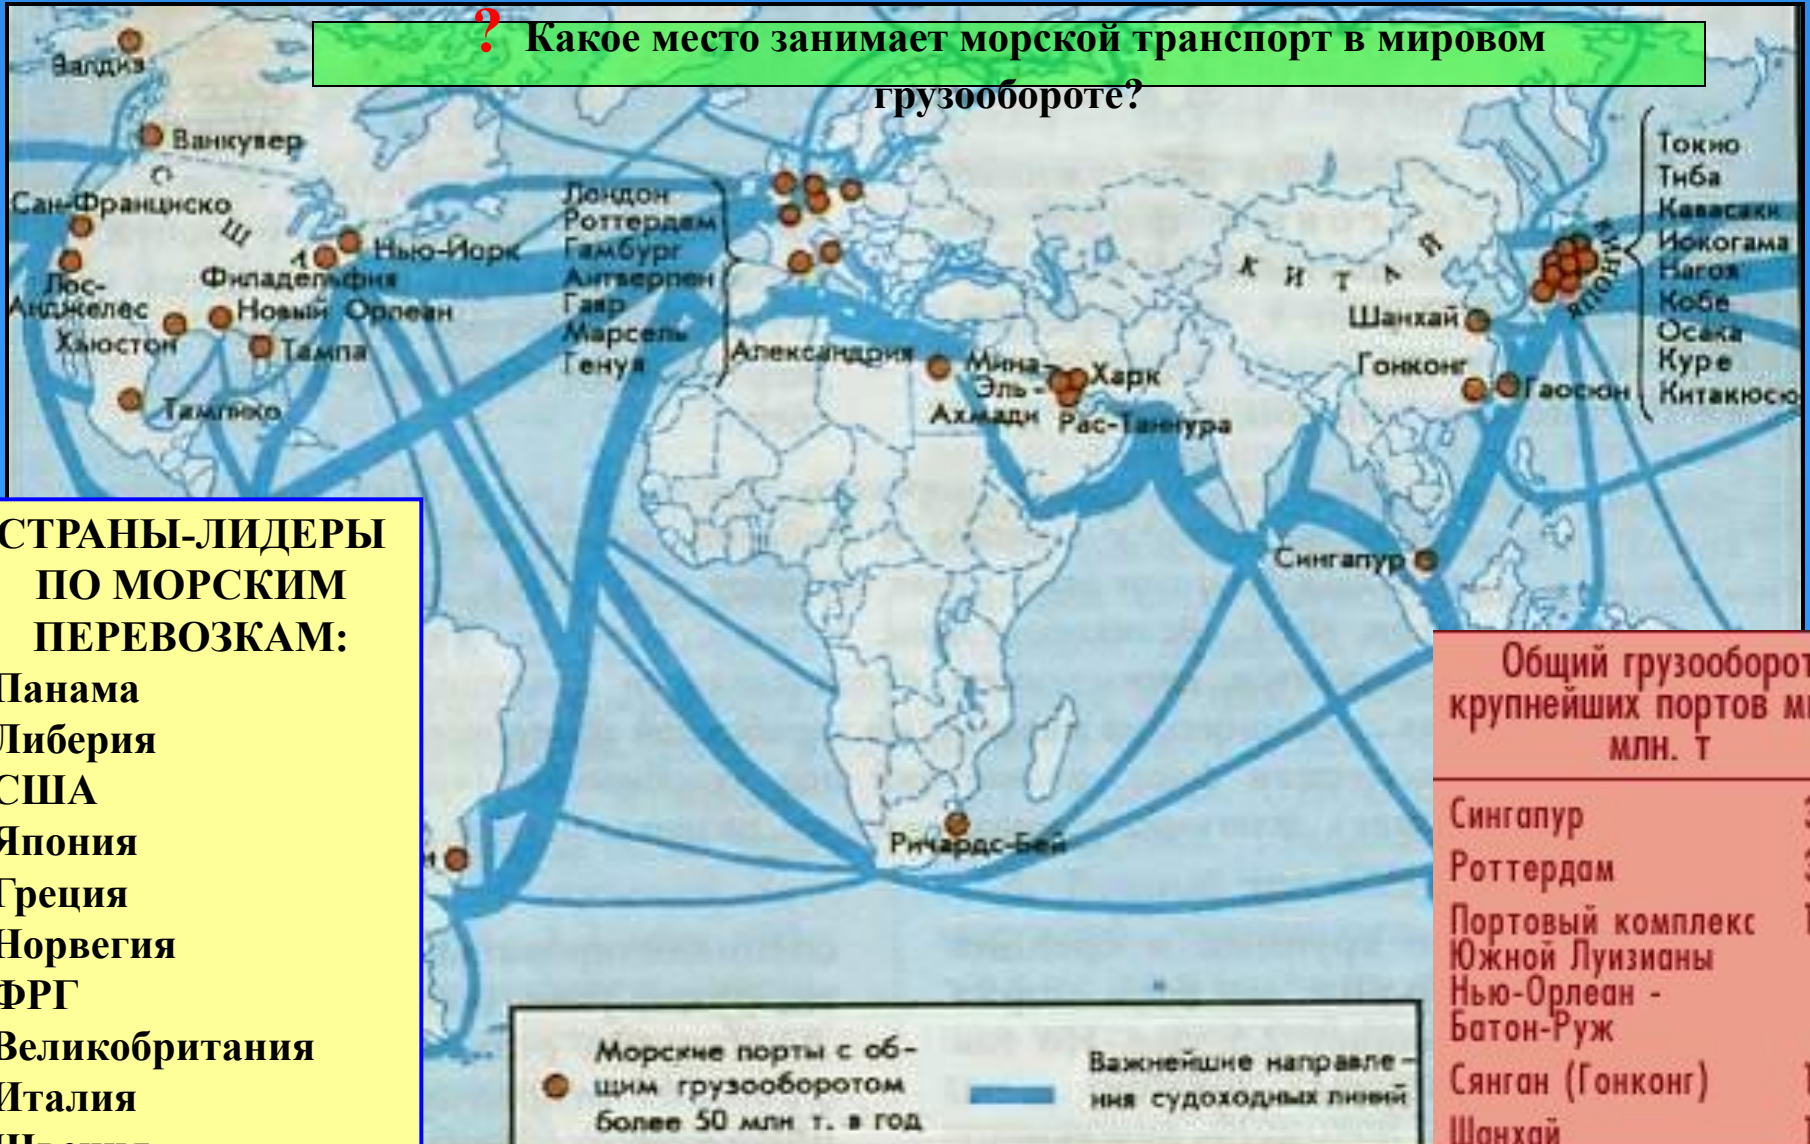 ? Какое место занимает морской транспорт в мировом
грузообороте?
Валдиз
Ванкувер
Сан-Франциско
США
Нью-Йорк
Филадельфия
Лос-
Анджелес
Новый Орлеан
Хьюстон
Тампа
Тампико
Лондон
Роттердам
Гамбург
Антверпен
Гавр
Марсель
Генуя
Александрия
Мина-
Эль-
Ахмади
Харк
Рас-Таннура
КИТАЙ
Шанхай
Гонконг
Гаосюн
Сингапур
ЯПОНИЯ
Токио
Тиба
Кавасаки
Иокогама
Нагоя
Кобе
Осака
Куре
Китакюсю
Ричардс-Бей
СТРАНЫ-ЛИДЕРЫ
ПО МОРСКИМ
ПЕРЕВОЗКАМ:
Панама
Либерия
США
Япония
Греция
Норвегия
ФРГ
Великобритания
Италия
Морские порты с об-
щим грузооборотом
более 50 млн т. в год
Важнейшие направле-
ния судоходных линий
Общий грузооборот
крупнейших портов
млн. т
Сингапур
Роттердам
Портовый комплекс
Южной Луизианы
Нью-Орлеан -
Батон-Руж
Сянган (Гонконг)
Шанхай